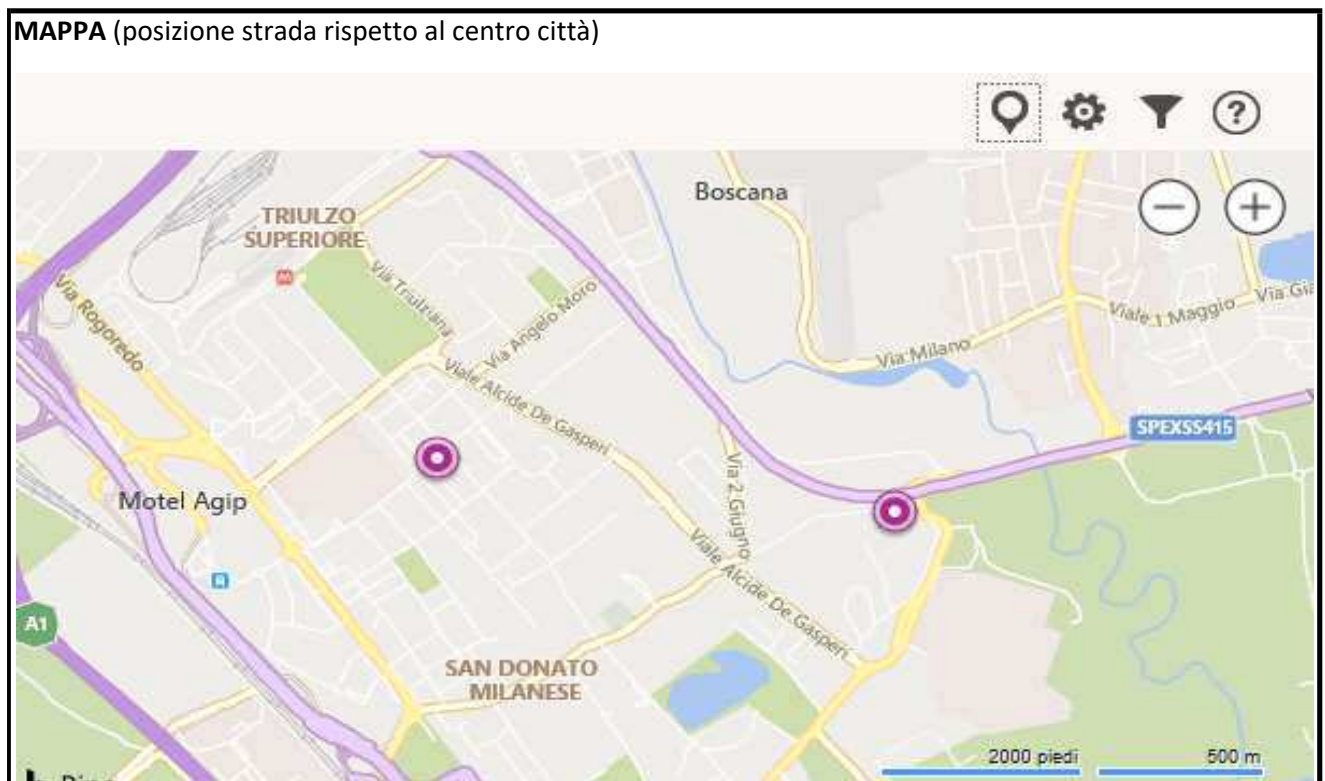 MAPPA (posizione strada rispetto al centro città)
?
Boscana
TRIULZO
SUPERIORE
M
Via Triulziana
Via Angelo Moro
Via Rogoredo
Viale 1 Maggio
Via Milano
Viale Alcide De Gasperi
SPEXSS415
Motel Agip
Via 2 Giugno
Viale Alcide De Gasperi
A1
SAN DONATO
MILANESE
2000 piedi
500 m